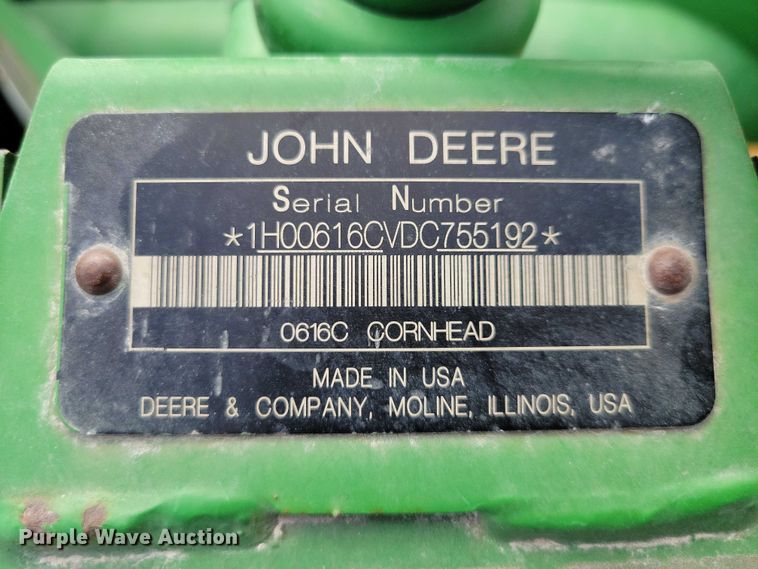 JOHN DEERE
Serial Number
*1H00616CVDC755192*
0616C CORNHEAD
MADE IN USA
DEERE & COMPANY, MOLINE, ILLINOIS, USA
Purple Wave Auction